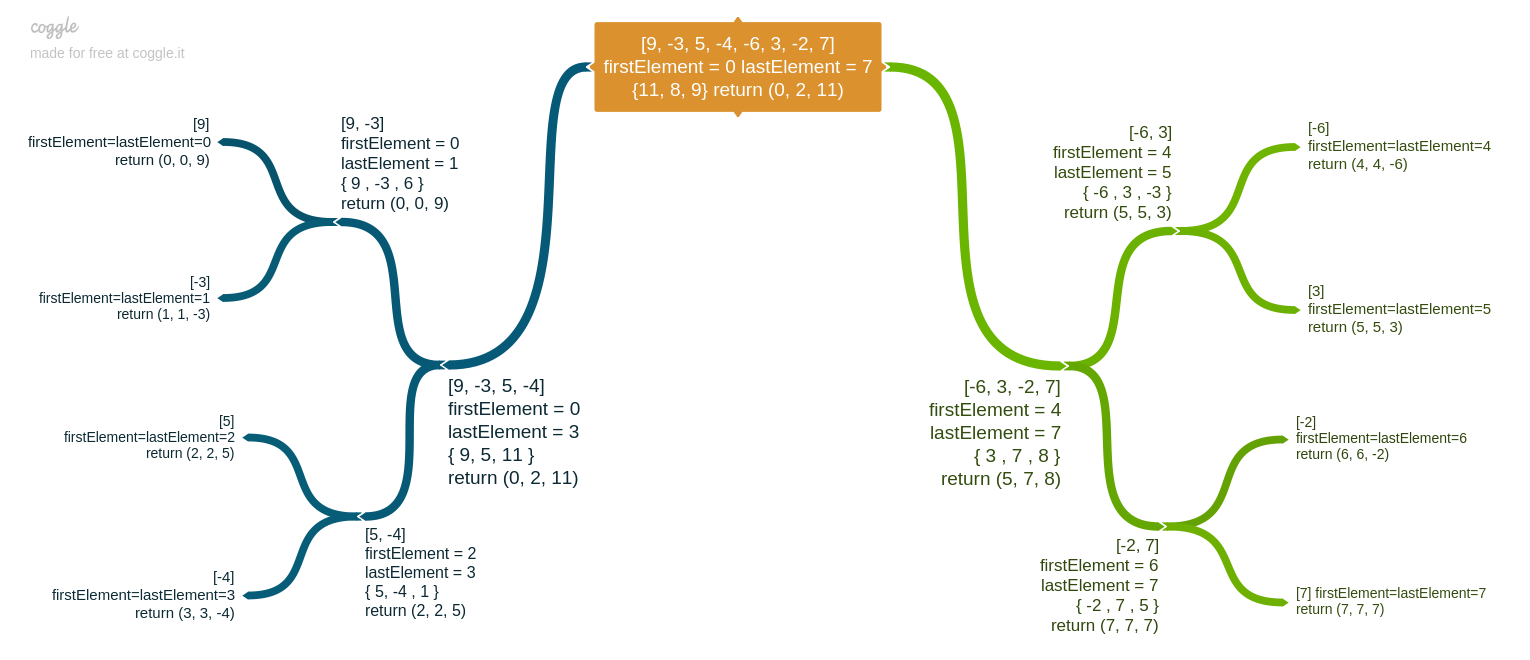 coggle
made for free at coggle.it
[9, -3, 5, -4, -6, 3, -2, 7]
firstElement = 0 lastElement = 7
{11, 8, 9} return (0, 2, 11)
[9]
firstElement=lastElement=0
return (0, 0, 9)
[9, -3]
firstElement = 0
lastElement = 1
{ 9 , -3 , 6 }
return (0, 0, 9)
[-3]
firstElement=lastElement=1
return (1, 1, -3)
[9, -3, 5, -4]
firstElement = 0
lastElement = 3
{ 9, 5, 11 }
return (0, 2, 11)
[5]
firstElement=lastElement=2
return (2, 2, 5)
[5, -4]
firstElement = 2
lastElement = 3
{ 5, -4 , 1 }
return (2, 2, 5)
[-4]
firstElement=lastElement=3
return (3, 3, -4)
[-6, 3]
firstElement = 4
lastElement = 5
{ -6 , 3 , -3 }
return (5, 5, 3)
[-6]
firstElement=lastElement=4
return (4, 4, -6)
[3]
firstElement=lastElement=5
return (5, 5, 3)
[-6, 3, -2, 7]
firstElement = 4
lastElement = 7
{ 3 , 7 , 8 }
return (5, 7, 8)
[-2]
firstElement=lastElement=6
return (6, 6, -2)
[-2, 7]
firstElement = 6
lastElement = 7
{ -2 , 7 , 5 }
return (7, 7, 7)
[7] firstElement=lastElement=7
return (7, 7, 7)